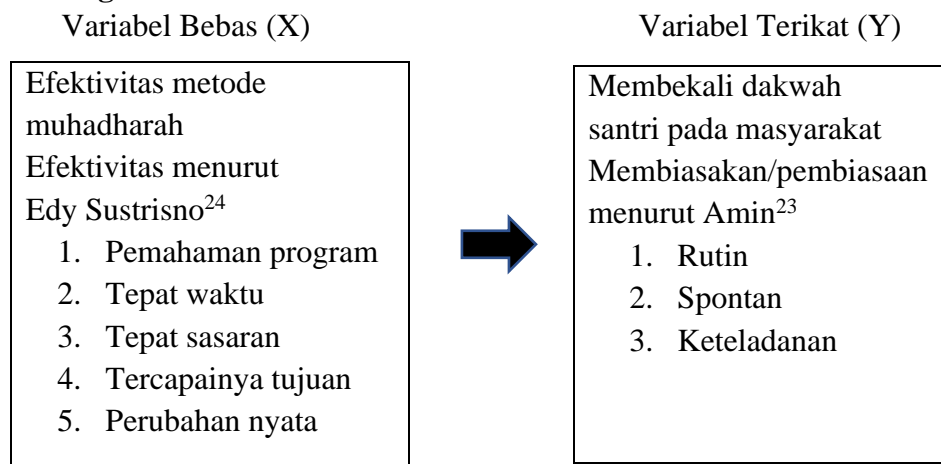 Variabel Bebas (X)
Variabel Terikat (Y)
Efektivitas metode
muhadharah
Efektivitas menurut
Edy Sustrisno24
1. Pemahaman program
2. Tepat waktu
3. Tepat sasaran
4. Tercapainya tujuan
5. Perubahan nyata
Membekali dakwah
santri pada masyarakat
Membiasakan/pembiasaan
menurut Amin23
1. Rutin
2. Spontan
3. Keteladanan